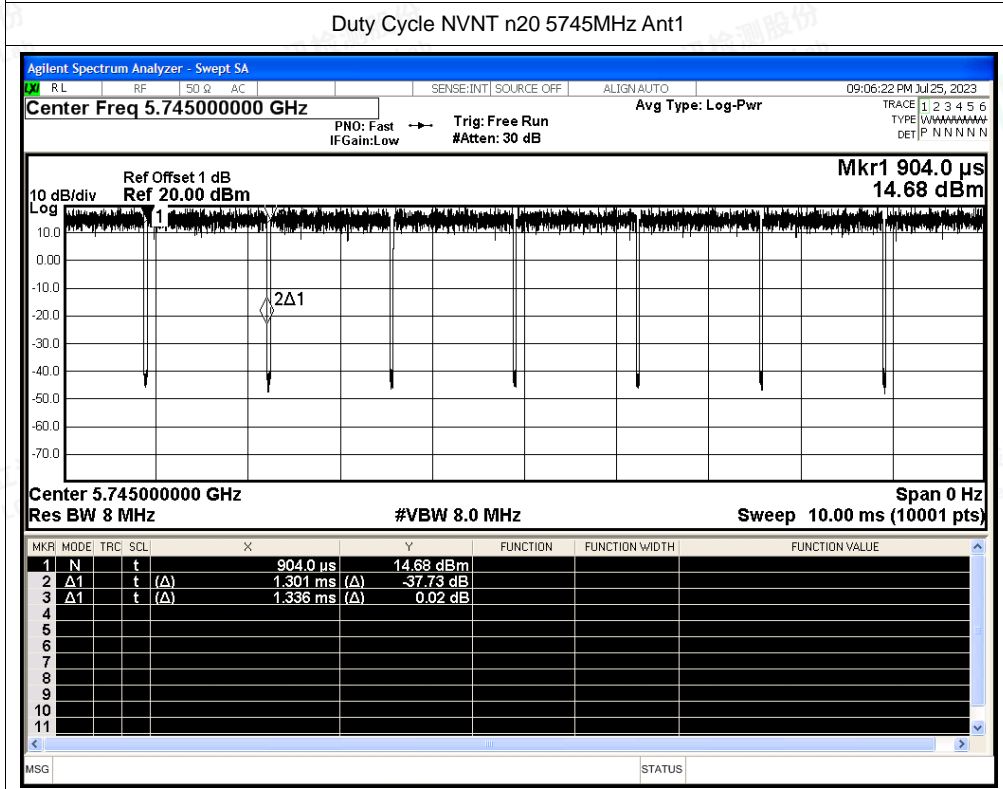 Duty Cycle NVNT n20 5745MHz Ant1
Agilent Spectrum Analyzer - Swept SA
LXI RL RF 50 Ω AC SENSE:INT SOURCE OFF ALIGN AUTO 09:06:22 PM Jul 25, 2023
Center Freq 5.745000000 GHz Avg Type: Log-Pwr TRACE 1 2 3 4 5 6
PNO: Fast Trig: Free Run TYPE
IFGain:Low #Atten: 30 dB DET P N N N N N
Mkr1 904.0 µs
Ref Offset 1 dB
10 dB/div Ref 20.00 dBm 14.68 dBm
Log
1
10.0
0.00
-10.0
2Δ1
-20.0
-30.0
-40.0
-50.0
-60.0
-70.0
Center 5.745000000 GHz Span 0 Hz
Res BW 8 MHz #VBW 8.0 MHz Sweep 10.00 ms (10001 pts)
MKR MODE TRC SCL X Y FUNCTION FUNCTION WIDTH FUNCTION VALUE
1 N t 904.0 µs 14.68 dBm
2 Δ1 t (Δ) 1.301 ms (Δ) -37.73 dB
3 Δ1 t (Δ) 1.336 ms (Δ) 0.02 dB
4
5
6
7
8
9
10
11
MSG STATUS